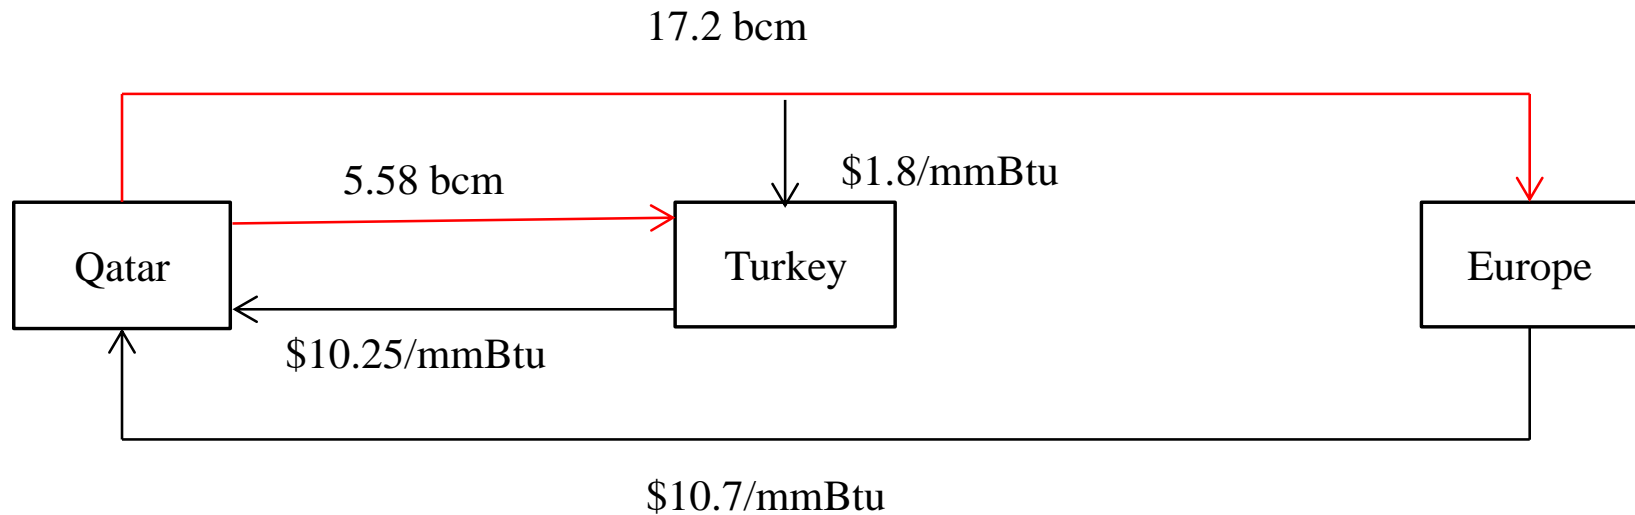 17.2 bcm
5.58 bcm
$1.8/mmBtu
Qatar
Turkey
Europe
$10.25/mmBtu
$10.7/mmBtu